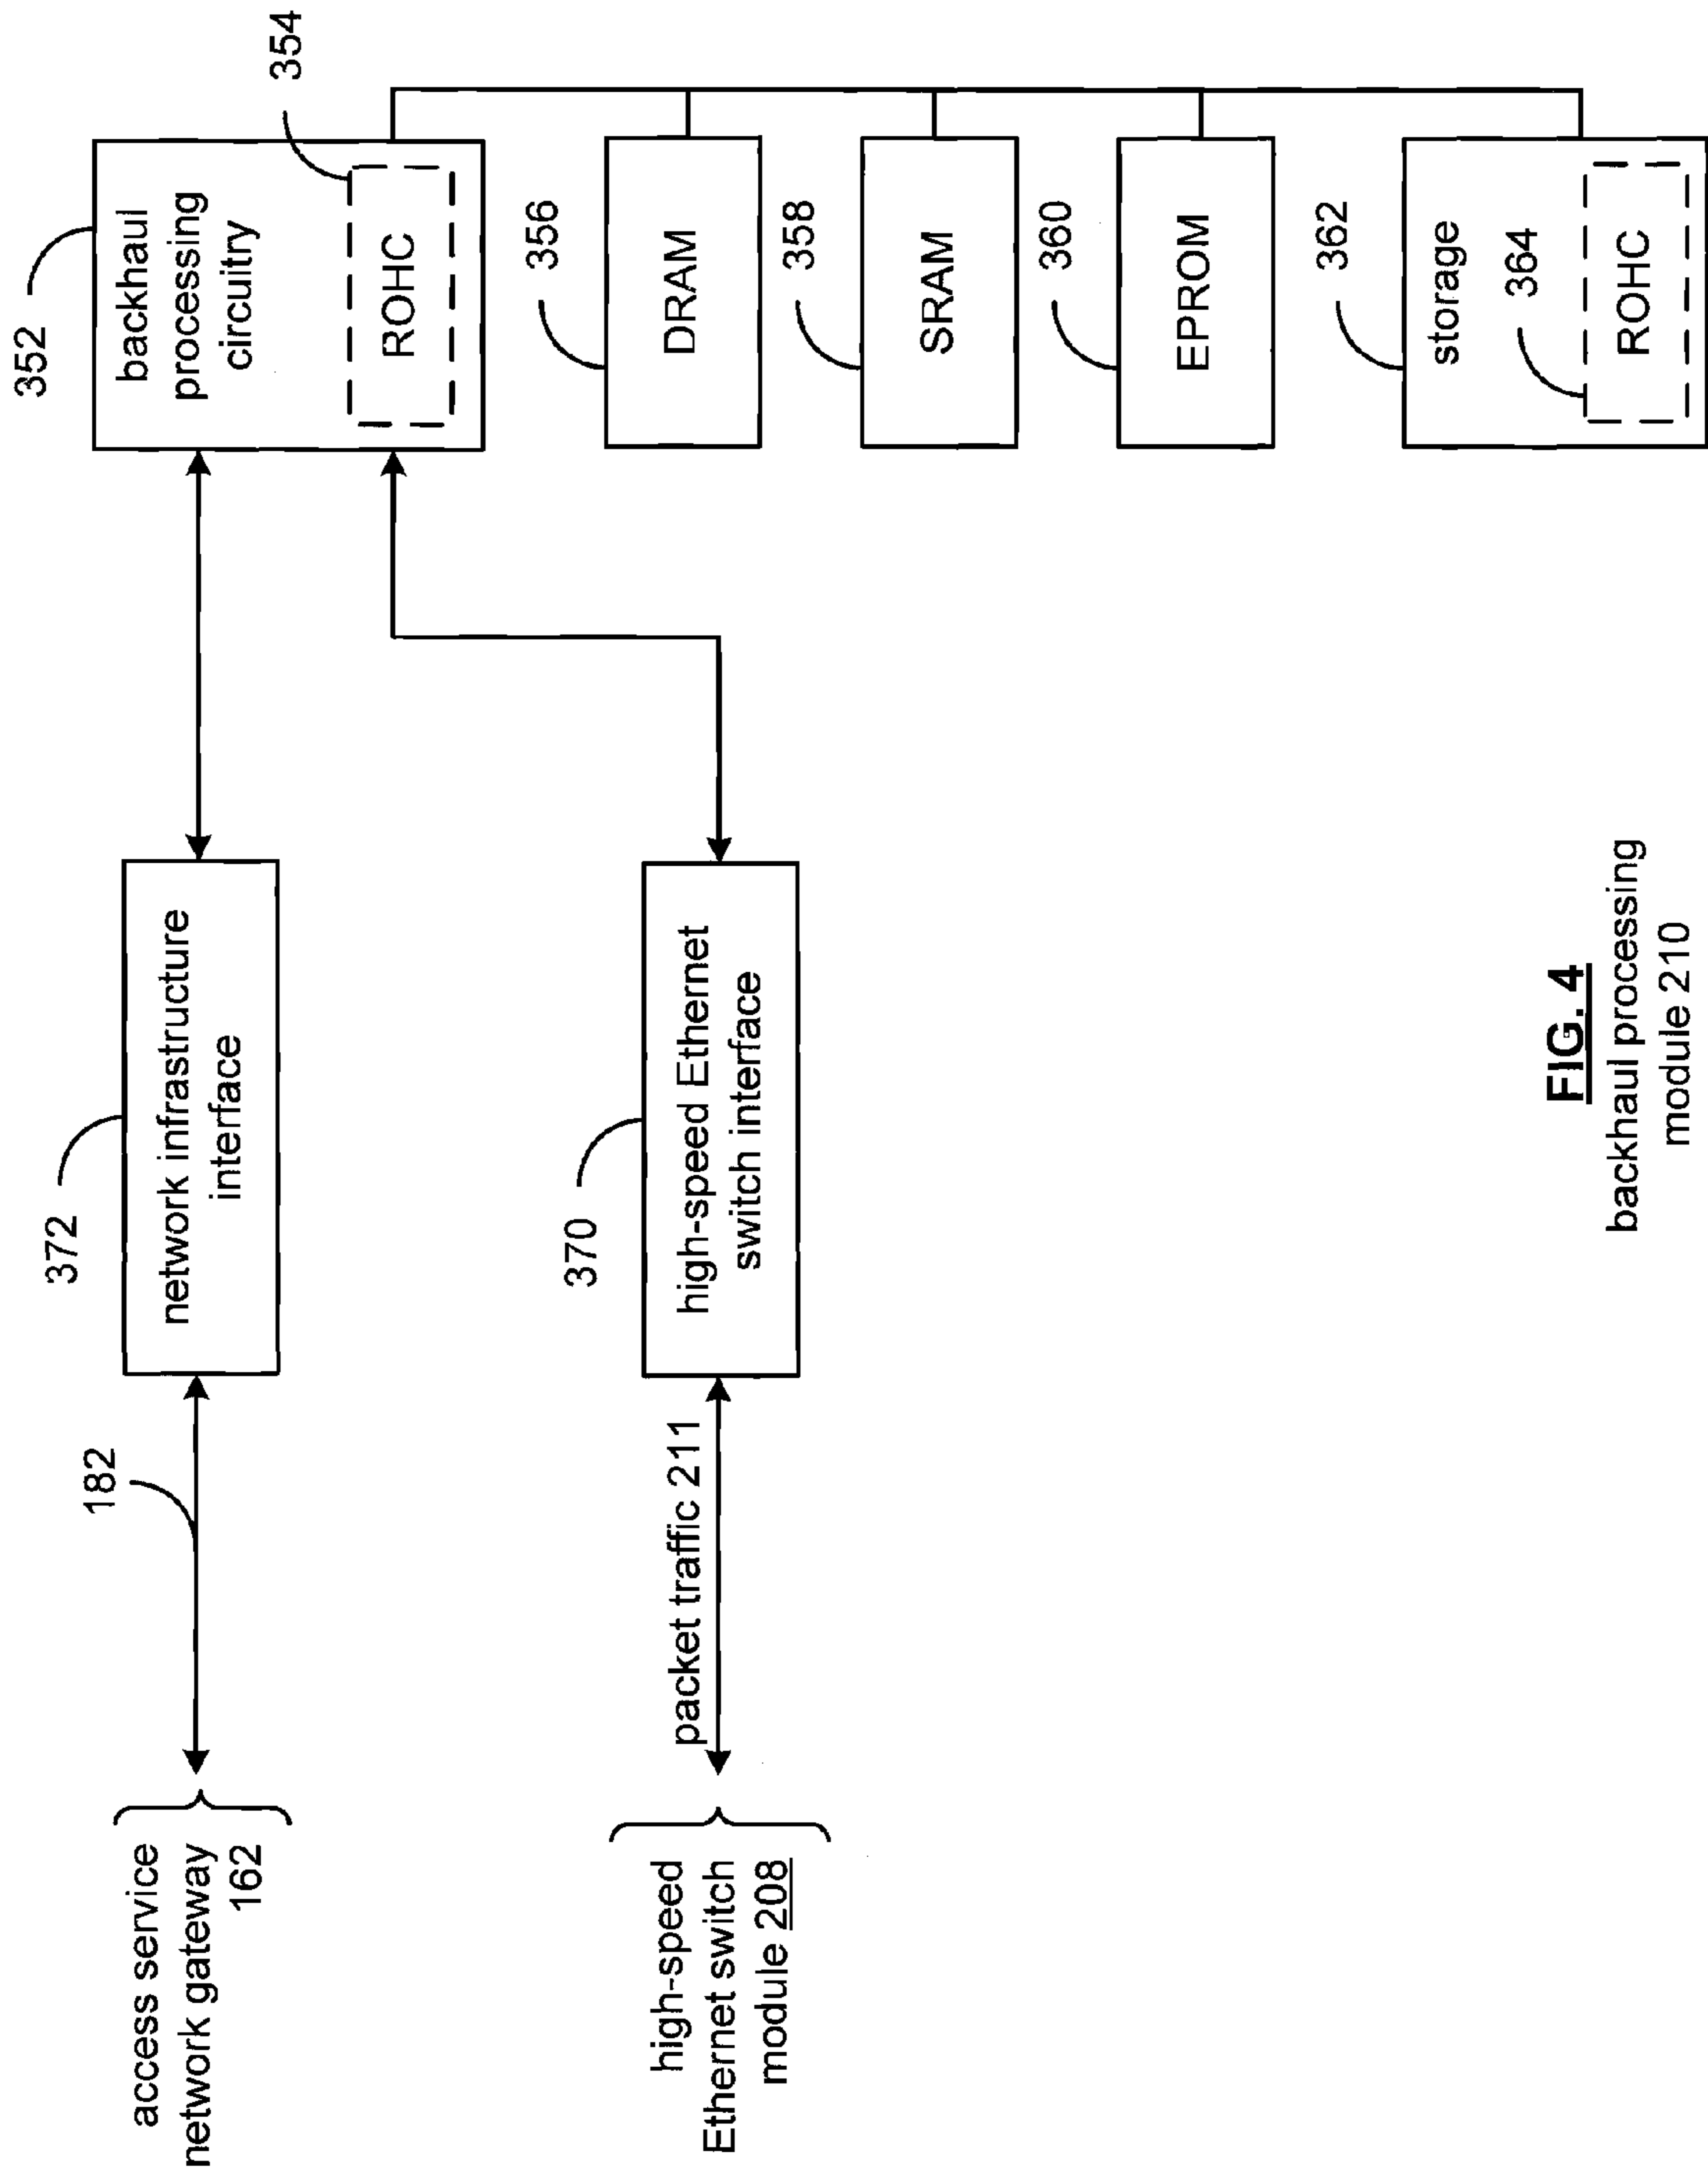 access service
network gateway
162
182
372
network infrastructure
interface
352
backhaul
processing
circuitry
354
ROHC
high-speed
Ethernet switch
module 208
packet traffic 211
370
high-speed Ethernet
switch interface
356
DRAM
358
SRAM
360
EPROM
362
storage
364
ROHC
FIG. 4
backhaul processing
module 210